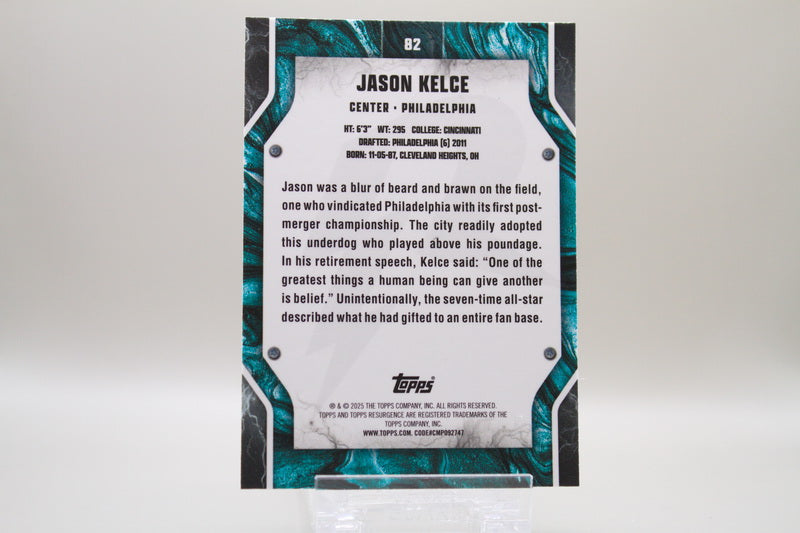 82
JASON KELCE
CENTER • PHILADELPHIA
HT: 6'3" WT: 295 COLLEGE: CINCINNATI
DRAFTED: PHILADELPHIA (6) 2011
BORN: 11-05-87, CLEVELAND HEIGHTS, OH
Jason was a blur of beard and brawn on the field,
one who vindicated Philadelphia with its first post-
merger championship. The city readily adopted
this underdog who played above his poundage.
In his retirement speech, Kelce said: “One of the
greatest things a human being can give another
is belief.” Unintentionally, the seven-time all-star
described what he had gifted to an entire fan base.
topps®
® & © 2025 THE TOPPS COMPANY, INC. ALL RIGHTS RESERVED.
TOPPS AND TOPPS RESURGENCE ARE REGISTERED TRADEMARKS OF THE
TOPPS COMPANY, INC.
WWW.TOPPS.COM. CODE#CMP092747